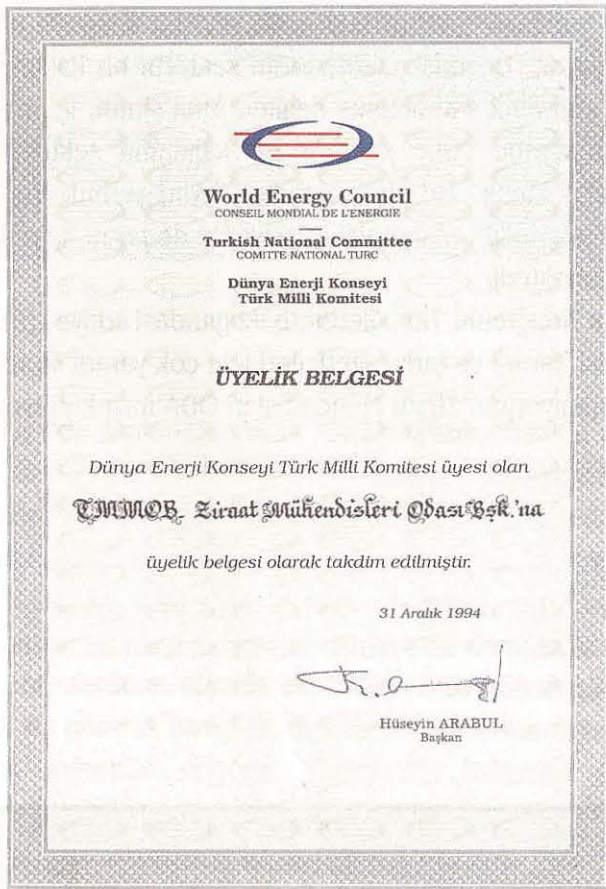 World Energy Council
CONSEIL MONDIAL DE L'ENERGIE
Turkish National Committee
COMITTE NATIONAL TURC
Dünya Enerji Konseyi
Türk Milli Komitesi
ÜYELİK BELGESİ
Dünya Enerji Konseyi Türk Milli Komitesi üyesi olan
TMMOB. Ziraat Mühendisleri Odası Bşk.'na
üyelik belgesi olarak takdim edilmiştir.
31 Aralık 1994
Hüseyin ARABUL
Başkan